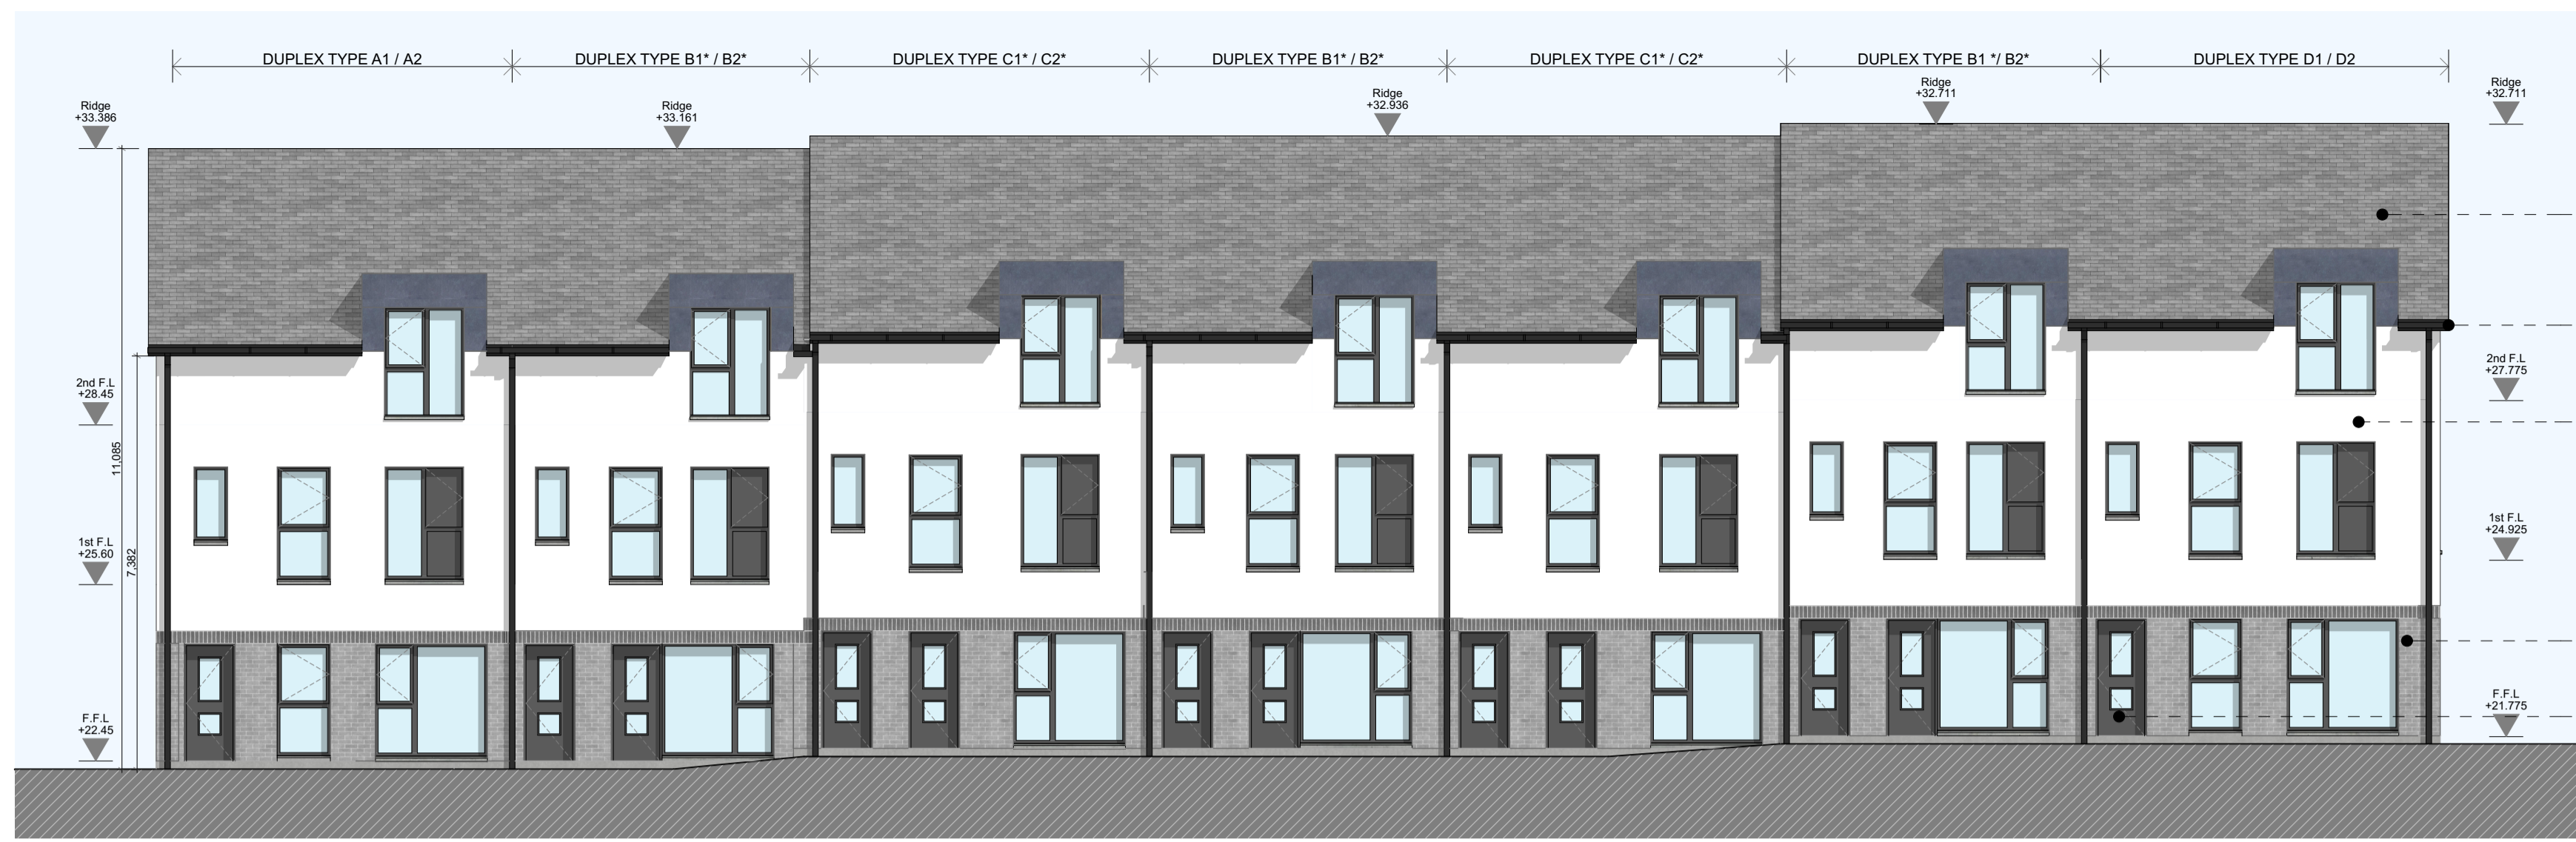 DUPLEX TYPE A1 / A2
DUPLEX TYPE B1* / B2*
DUPLEX TYPE C1* / C2*
DUPLEX TYPE B1* / B2*
DUPLEX TYPE C1* / C2*
DUPLEX TYPE B1 */ B2*
DUPLEX TYPE D1 / D2
Ridge
+33.386
Ridge
+33.161
Ridge
+32.936
Ridge
+32.711
Ridge
+32.711
2nd F.L
+28.45
11,085
1st F.L
+25.60
7,382
F.F.L
+22.45
2nd F.L
+27.775
1st F.L
+24.925
F.F.L
+21.775